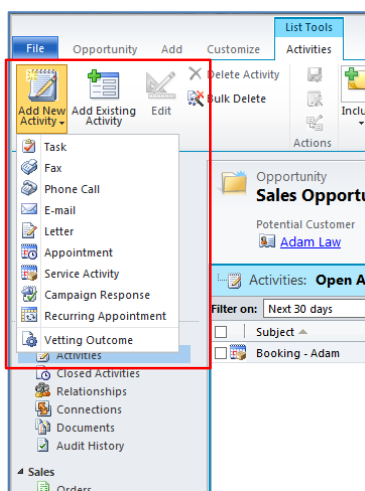 List Tools
File Opportunity Add Customize Activities
Add New Activity
Add Existing Activity
Edit
Delete Activity
Bulk Delete
Actions
Task
Fax
Phone Call
E-mail
Letter
Appointment
Service Activity
Campaign Response
Recurring Appointment
Vetting Outcome
Activities
Closed Activities
Relationships
Connections
Documents
Audit History
Sales
Orders
Opportunity
Sales Opportu
Potential Customer
Adam Law
Activities: Open A
Filter on: Next 30 days
Subject
Booking - Adam